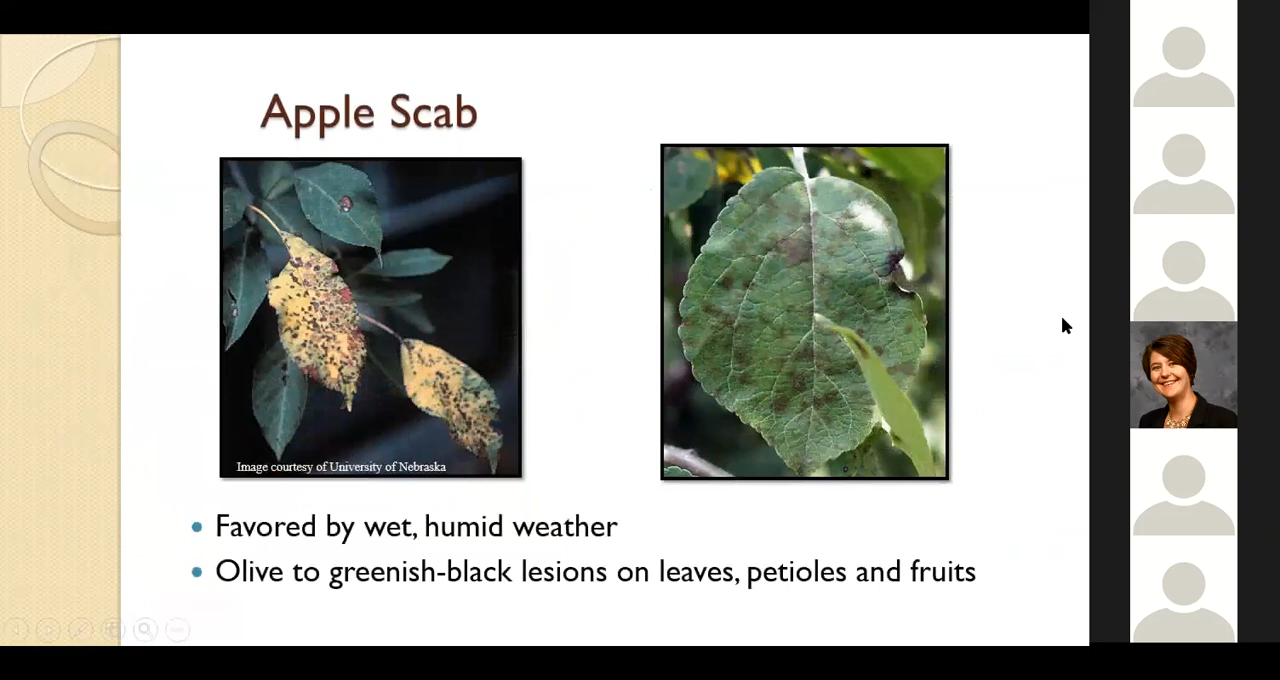 Apple Scab
Image courtesy of University of Nebraska
Favored by wet, humid weather
Olive to greenish-black lesions on leaves, petioles and fruits